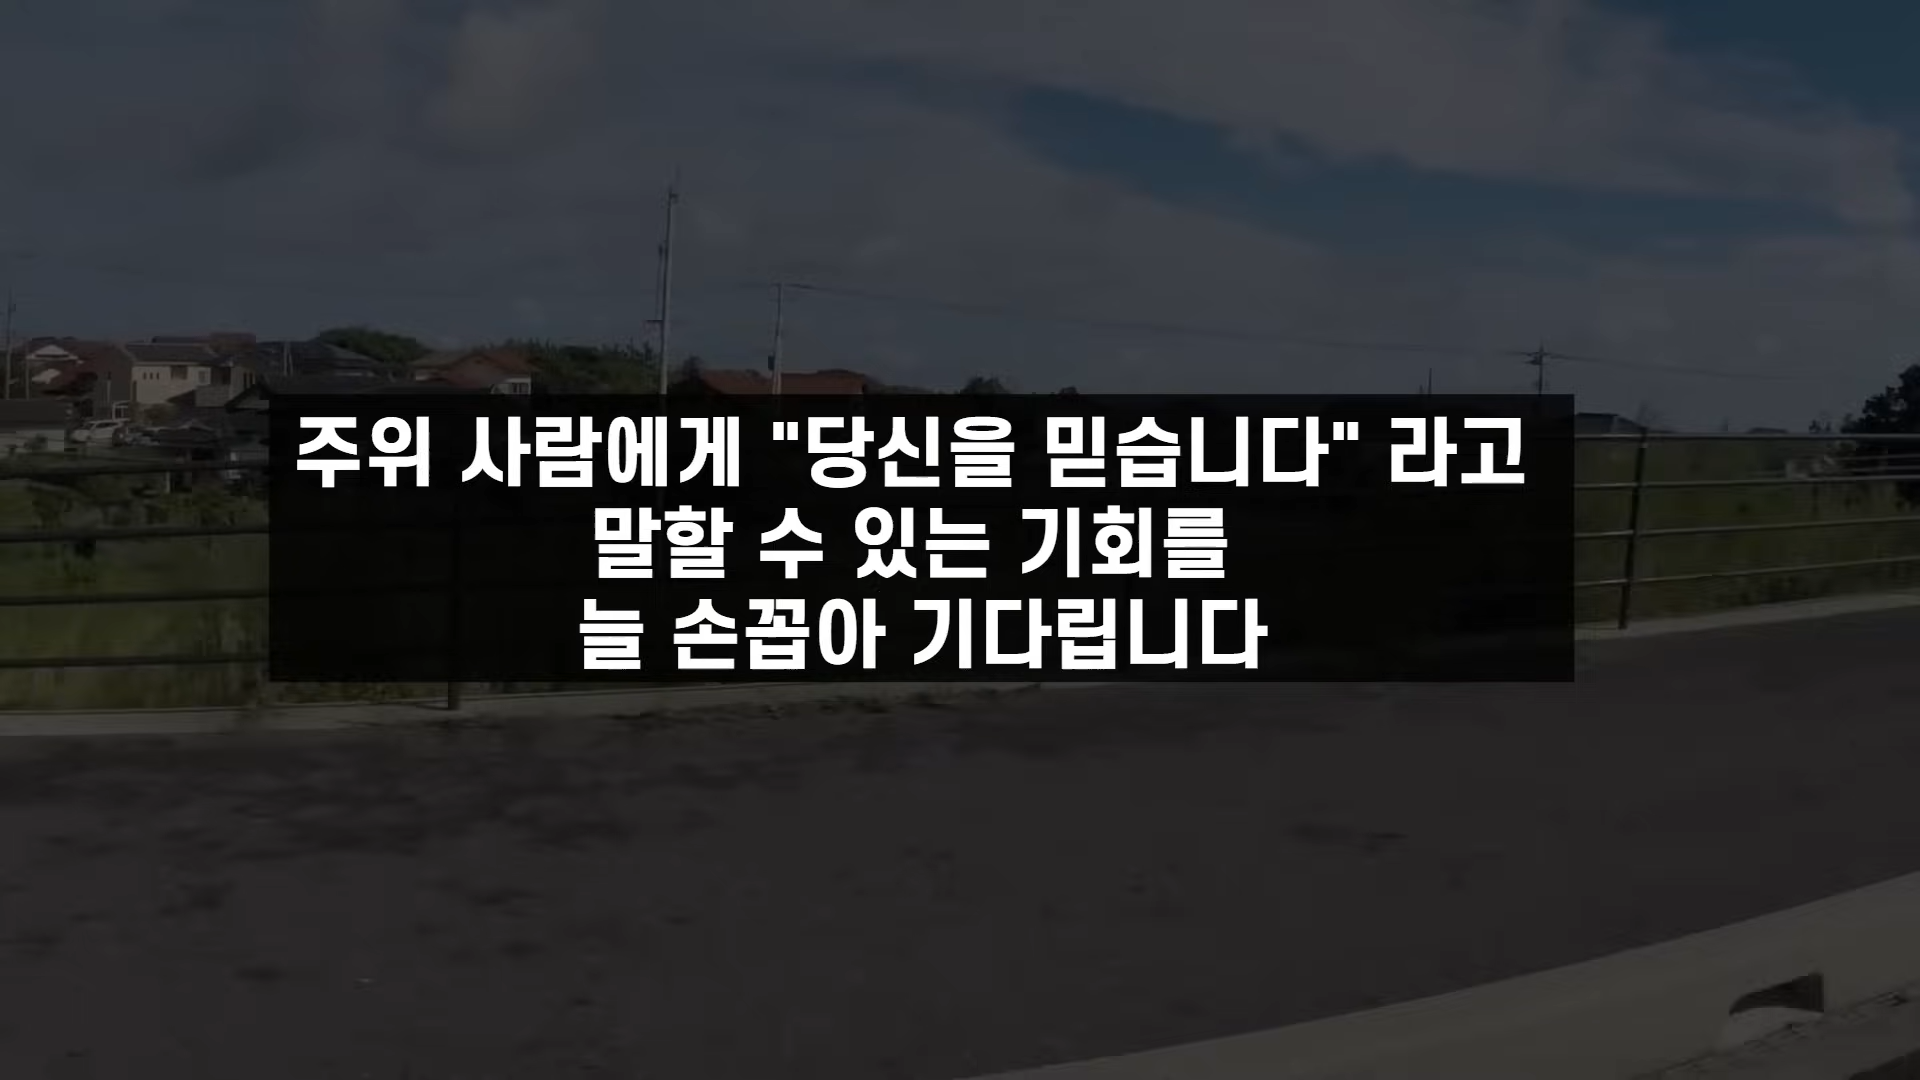 주위 사람에게 "당신을 믿습니다" 라고
말할 수 있는 기회를
늘 손꼽아 기다립니다